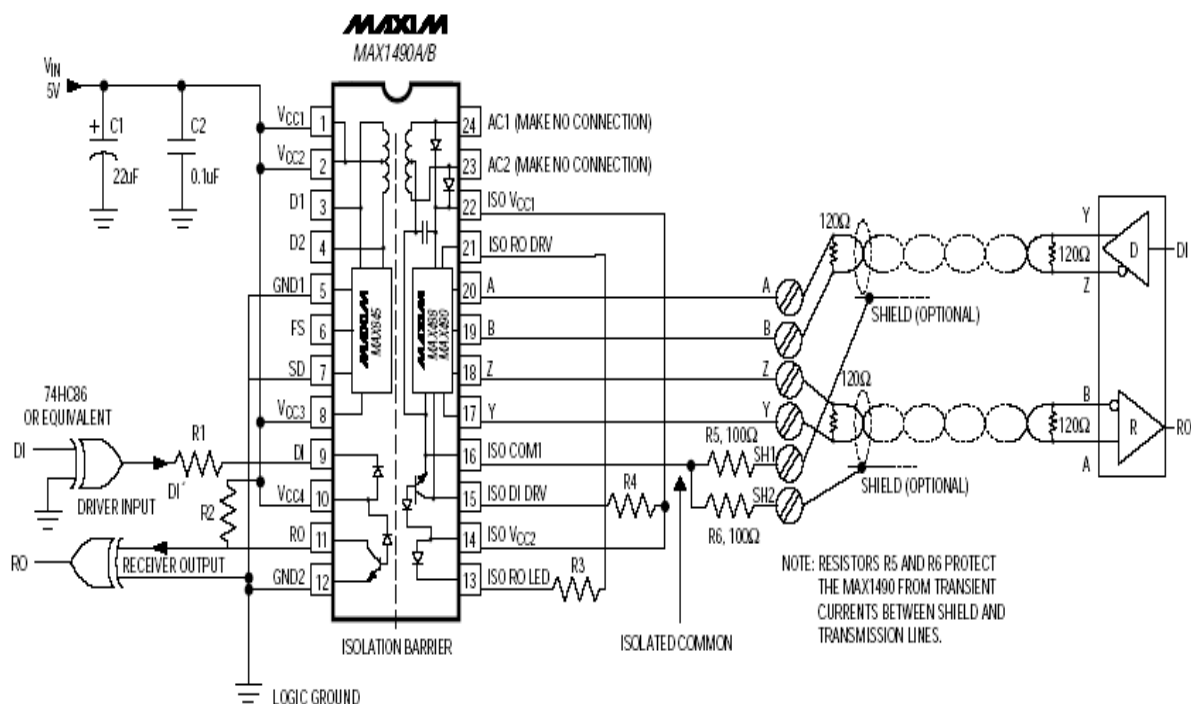 MAXIM
MAX1490A/B
VIN
5V
C1
22uF
C2
0.1uF
VCC1
1
VCC2
2
D1
3
D2
4
GND1
5
FS
6
SD
7
VCC3
8
DI
9
VCC4
10
RO
11
GND2
12
MAXIM
MAX845
MAXIM
MAX488
MAX490
24
AC1 (MAKE NO CONNECTION)
23
AC2 (MAKE NO CONNECTION)
22
ISO VCC1
21
ISO RO DRV
20
A
19
B
18
Z
17
Y
16
ISO COM1
15
ISO DI DRV
14
ISO VCC2
13
ISO RO LED
74HC86
OR EQUIVALENT
DI
R1
DI´
DRIVER INPUT
R2
RO
RECEIVER OUTPUT
ISOLATION BARRIER
LOGIC GROUND
R3
R4
R5, 100Ω
R6, 100Ω
ISOLATED COMMON
A
B
Z
Y
SH1
SH2
120Ω
120Ω
SHIELD (OPTIONAL)
Y
D
DI
Z
120Ω
120Ω
SHIELD (OPTIONAL)
B
R
RO
A
NOTE: RESISTORS R5 AND R6 PROTECT
THE MAX1490 FROM TRANSIENT
CURRENTS BETWEEN SHIELD AND
TRANSMISSION LINES.